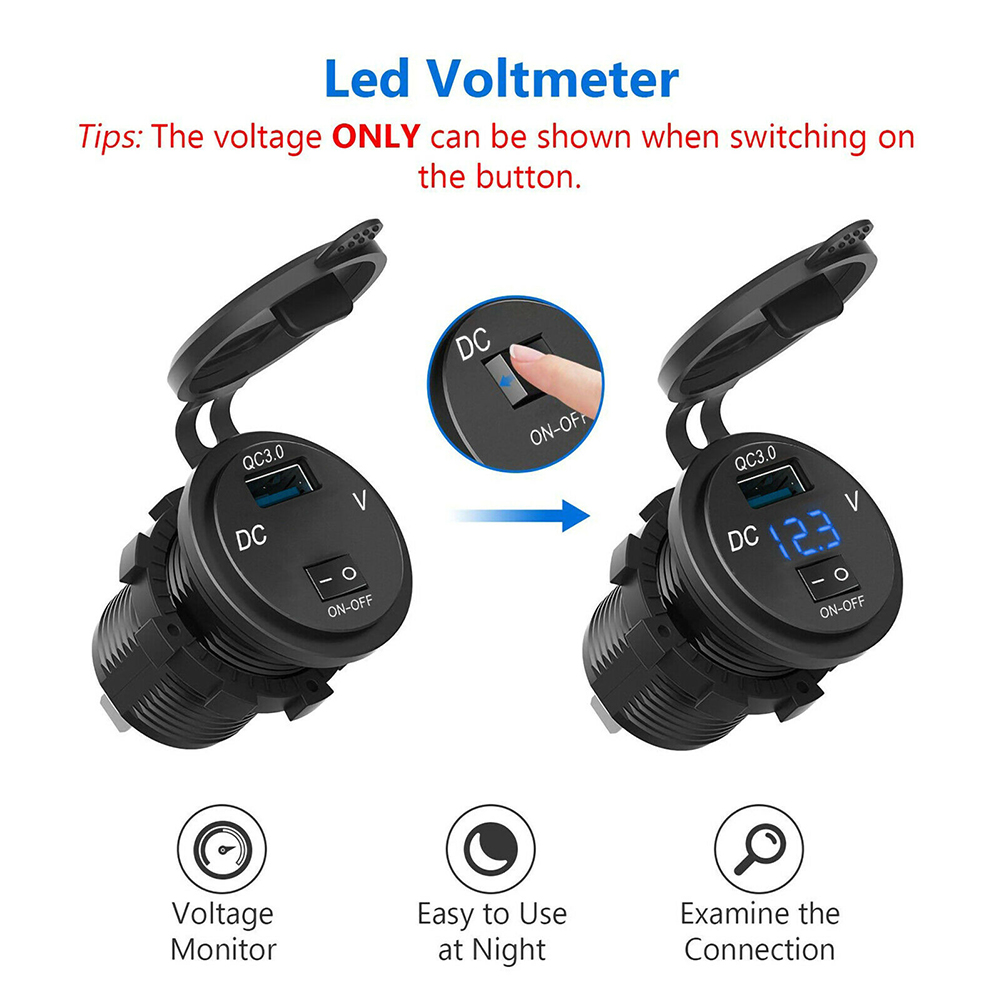 Led Voltmeter
Tips: The voltage ONLY can be shown when switching on
the button.
DC
ON-OFF
QC3.0
V
DC
– O
ON-OFF
QC3.0
V
DC 12.3
– O
ON-OFF
Voltage
Monitor
Easy to Use
at Night
Examine the
Connection